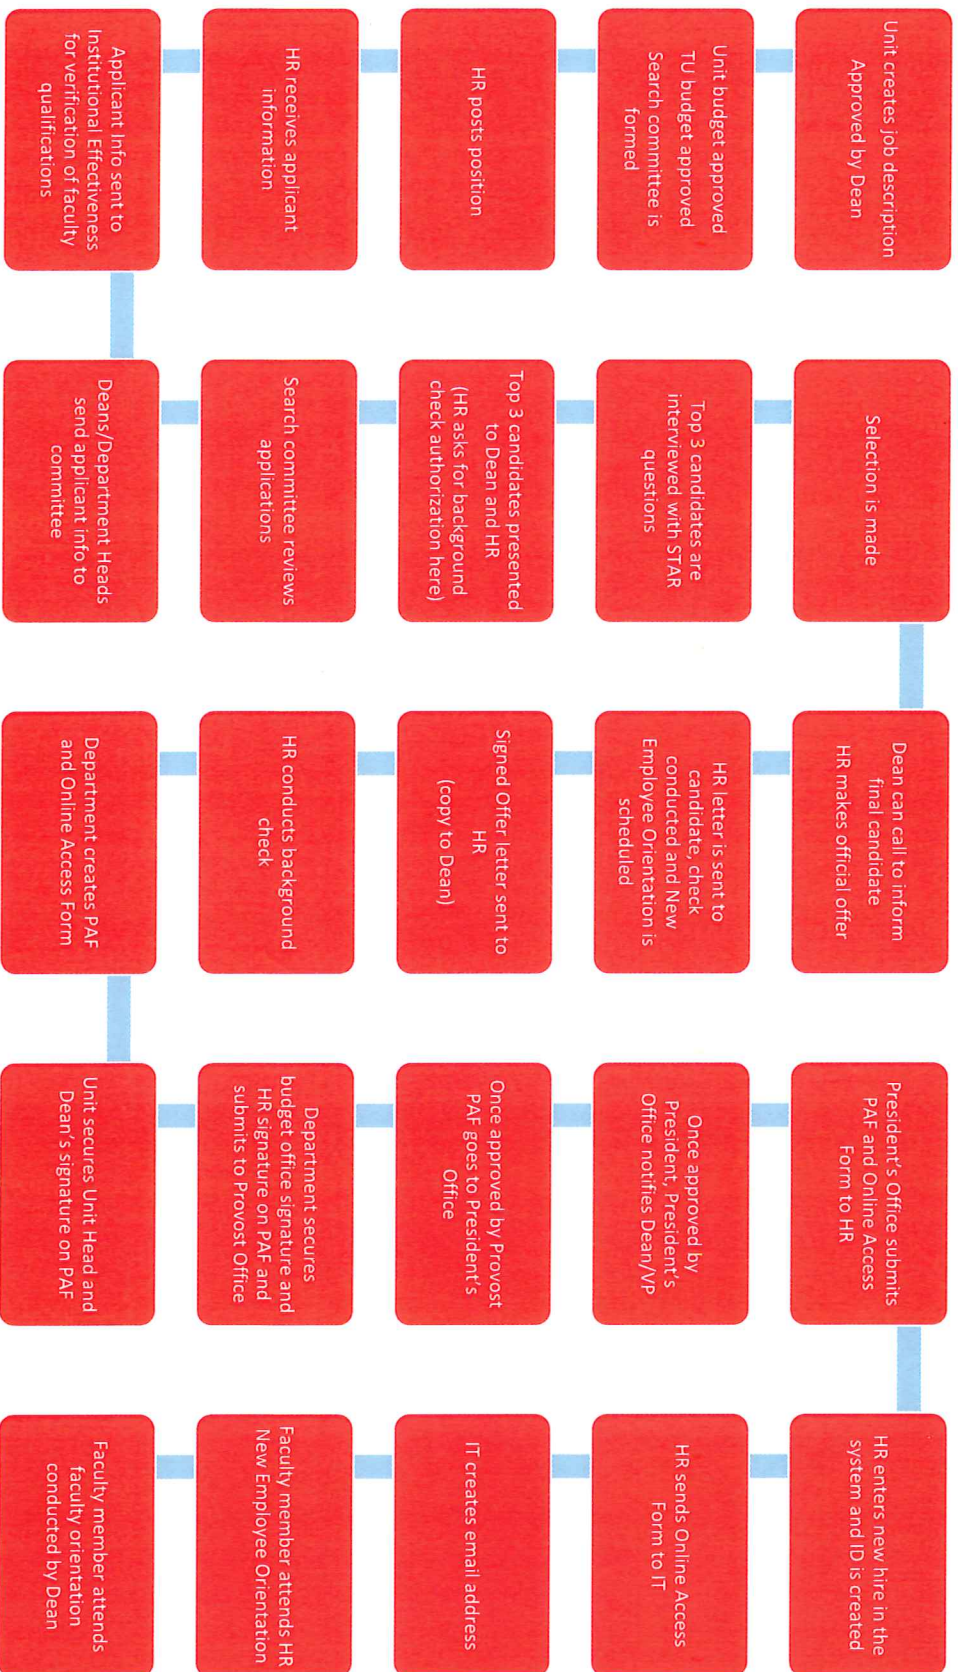 Unit creates job description
Approved by Dean
Unit budget approved
TU budget approved
Search committee is
formed
HR posts position
HR receives applicant
information
Applicant Info sent to
Institutional Effectiveness
for verification of faculty
qualifications
Deans/Department Heads
send applicant info to
committee
Search committee reviews
applications
Top 3 candidates presented
to Dean and HR
(HR asks for background
check authorization here)
Top 3 candidates are
interviewed with STAR
questions
Selection is made
Dean can call to inform
final candidate
HR makes official offer
HR letter is sent to
candidate, check
conducted and New
Employee Orientation is
scheduled
Signed Offer letter sent to
HR
(copy to Dean)
HR conducts background
check
Department creates PAF
and Online Access Form
Unit secures Unit Head and
Dean's signature on PAF
Department secures
budget office signature and
HR signature on PAF and
submits to Provost Office
Once approved by Provost
PAF goes to President's
Office
Once approved by
President, President's
Office notifies Dean/VP
President's Office submits
PAF and Online Access
Form to HR
HR enters new hire in the
system and ID is created
HR sends Online Access
Form to IT
IT creates email address
Faculty member attends HR
New Employee Orientation
Faculty member attends
faculty orientation
conducted by Dean